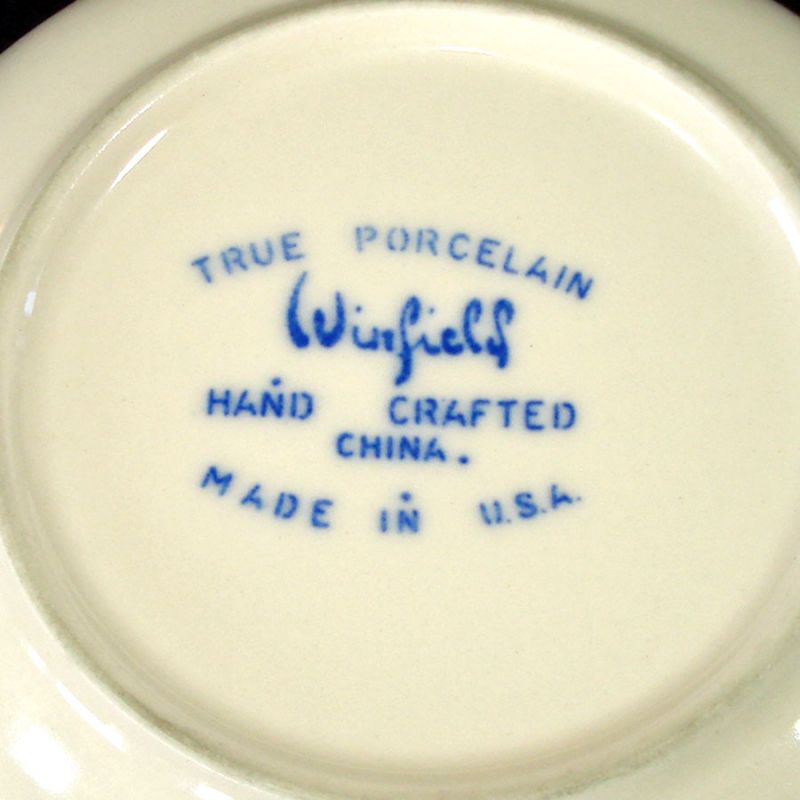 TRUE PORCELAIN
Winfield
HAND CRAFTED
CHINA.
MADE IN U.S.A.